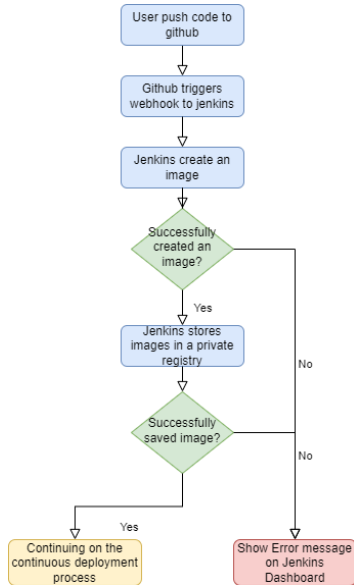 User push code to
github
Github triggers
webhook to jenkins
Jenkins create an
image
Successfully
created an
image?
Yes
Jenkins stores
images in a private
registry
No
Successfully
saved image?
No
Yes
Continuing on the
continuous deployment
process
Show Error message
on Jenkins
Dashboard